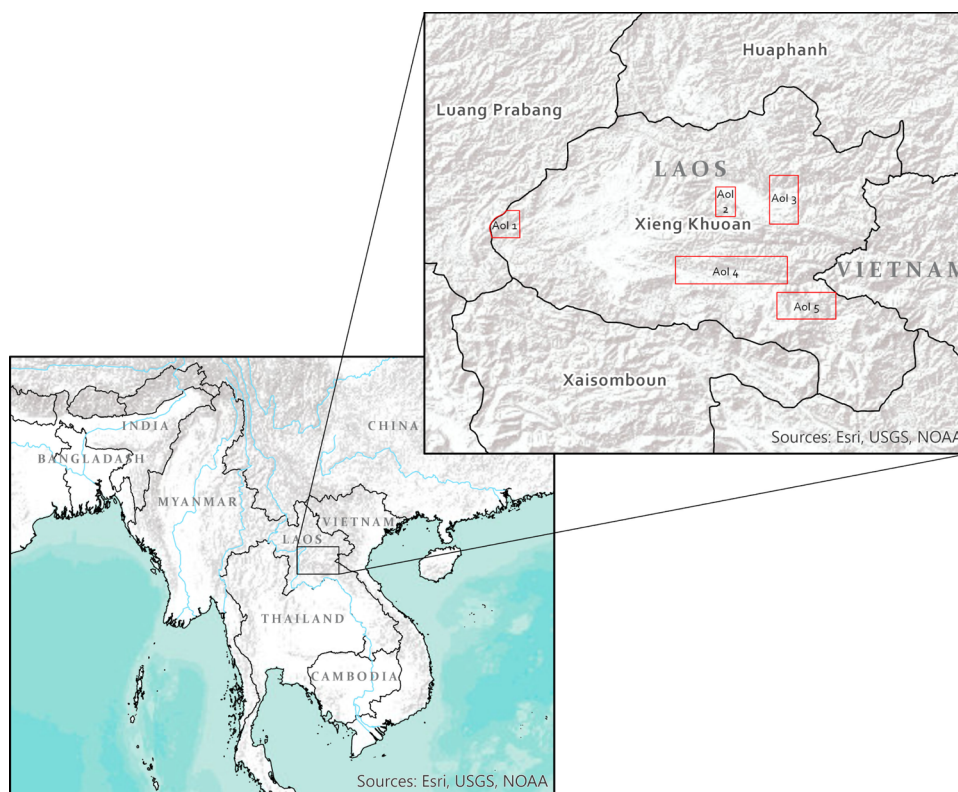 Huaphanh
Luang Prabang
LAOS
AoI
2
AoI 3
AoI 1
Xieng Khuoan
AoI 4
VIETNAM
AoI 5
Xaisomboun
Sources: Esri, USGS, NOAA
INDIA
CHINA
BANGLADESH
MYANMAR
VIETNAM
LAOS
THAILAND
CAMBODIA
Sources: Esri, USGS, NOAA